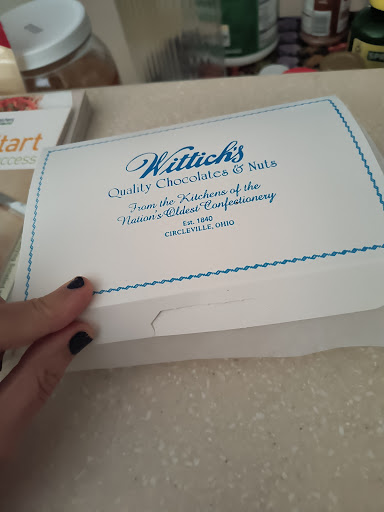 Wittich's
Quality Chocolates & Nuts
From the Kitchens of the
Nation's Oldest Confectionery
Est. 1840
CIRCLEVILLE, OHIO
tart
ccess